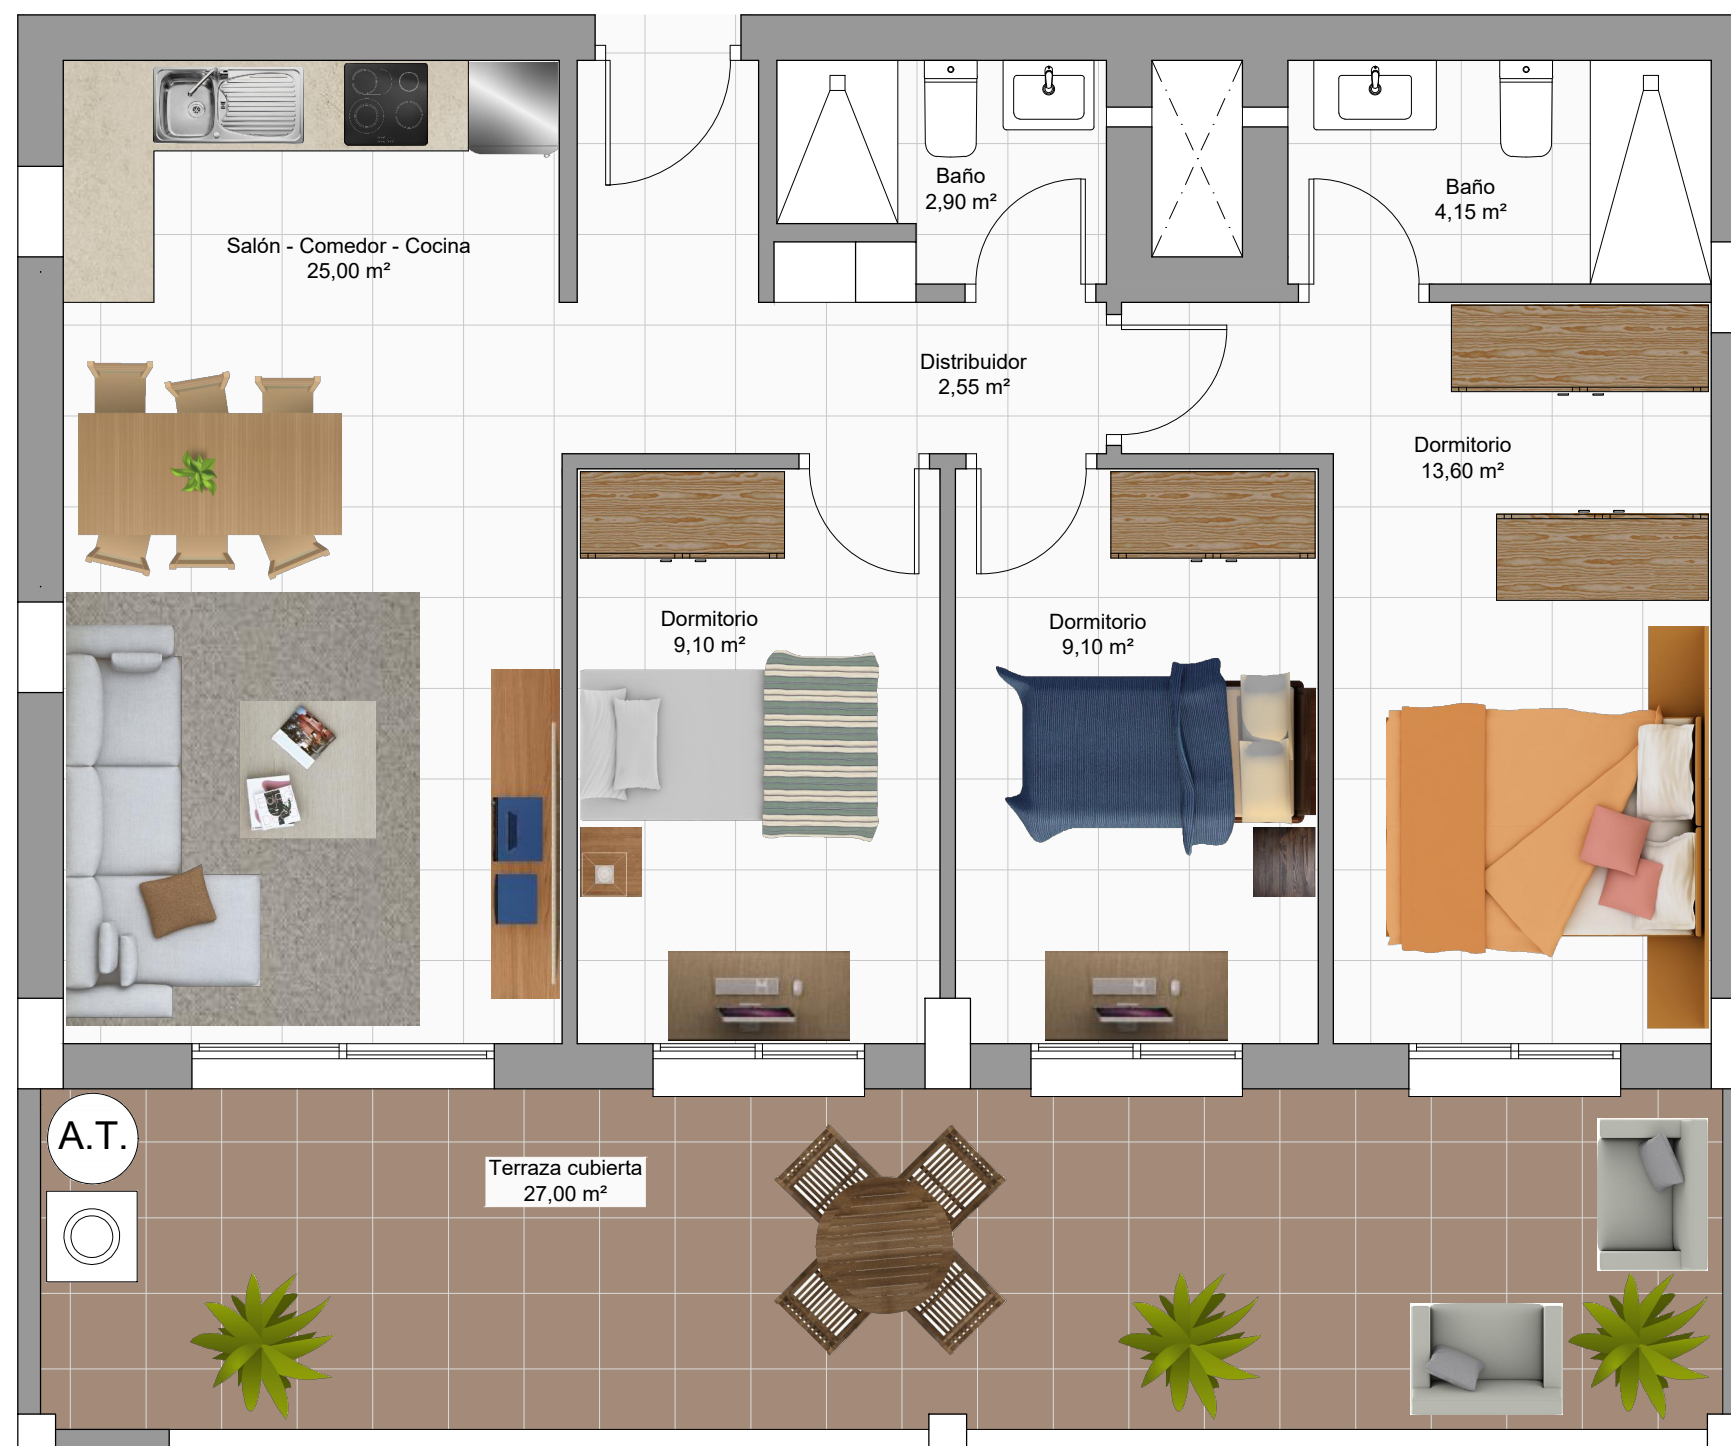 Baño
2,90 m²
Baño
4,15 m²
Salón - Comedor - Cocina
25,00 m²
Distribuidor
2,55 m²
Dormitorio
13,60 m²
Dormitorio
9,10 m²
Dormitorio
9,10 m²
A.T.
Terraza cubierta
27,00 m²